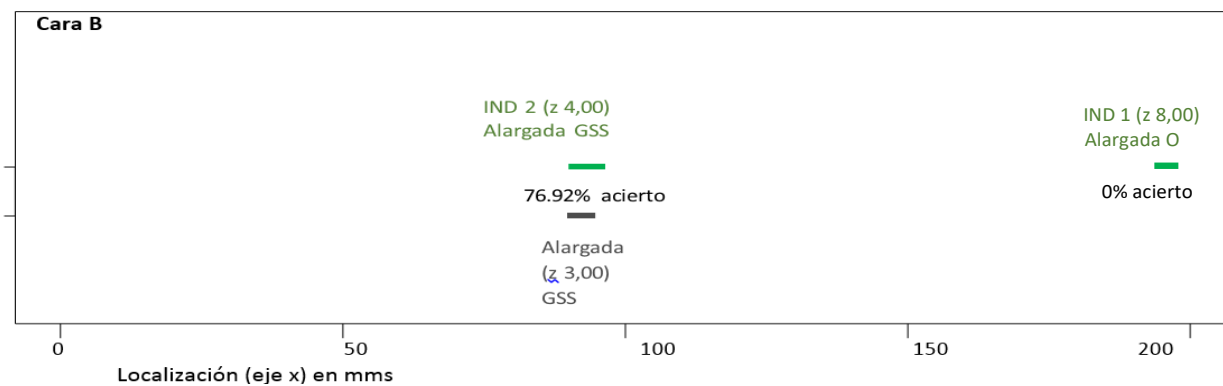 Cara B
IND 2 (z 4,00)
Alargada GSS
IND 1 (z 8,00)
Alargada O
76.92% acierto
0% acierto
Alargada
(z 3,00)
GSS
0 50 100 150 200
Localización (eje x) en mms